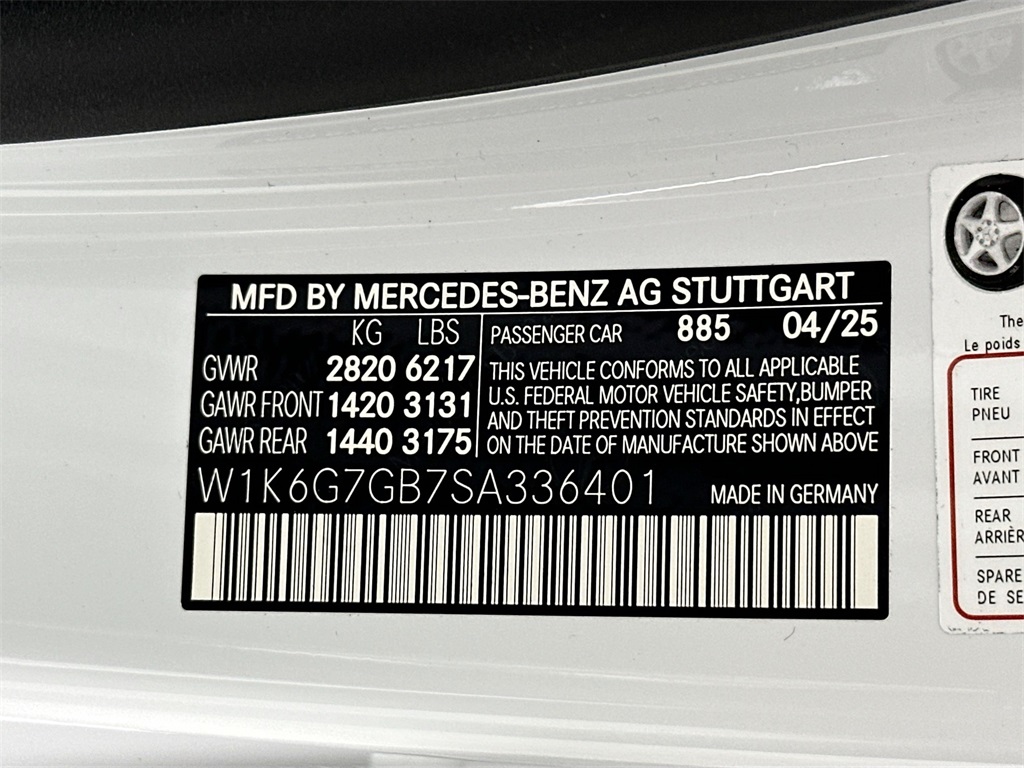 MFD BY MERCEDES-BENZ AG STUTTGART
KG LBS
GVWR 2820 6217
GAWR FRONT 1420 3131
GAWR REAR 1440 3175
PASSENGER CAR 885 04/25
THIS VEHICLE CONFORMS TO ALL APPLICABLE
U.S. FEDERAL MOTOR VEHICLE SAFETY,BUMPER
AND THEFT PREVENTION STANDARDS IN EFFECT
ON THE DATE OF MANUFACTURE SHOWN ABOVE
W1K6G7GB7SA336401 MADE IN GERMANY
The
Le poids
TIRE
PNEU
FRONT
AVANT
REAR
ARRIÈR
SPARE
DE SE